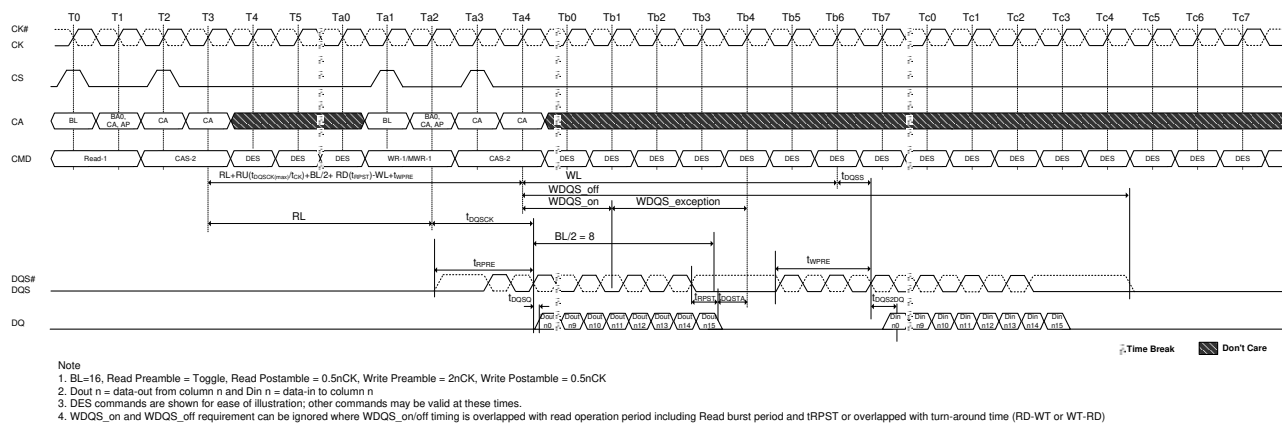 T0 T1 T2 T3 T4 T5 Ta0 Ta1 Ta2 Ta3 Ta4 Tb0 Tb1 Tb2 Tb3 Tb4 Tb5 Tb6 Tb7 Tc0 Tc1 Tc2 Tc3 Tc4 Tc5 Tc6 Tc7
CK#
CK
CS
CA BL BA0, CA, AP CA CA BL BA0, CA, AP CA CA
CMD Read-1 CAS-2 DES DES DES WR-1/MWR-1 CAS-2 DES DES DES DES DES DES DES DES DES DES DES DES DES DES DES DES
RL+RU(tDQSCK(max)/tCK)+BL/2+ RD(tRPST)-WL+tWPRE WL tDQSS
WDQS_off
WDQS_on WDQS_exception
RL tDQSCK
BL/2 = 8
tRPRE tWPRE
DQS#
DQS
tDQSQ tRPST tDQSTA tDQS2DQ
DQ Dout n0 Dout n9 Dout n10 Dout n11 Dout n12 Dout n13 Dout n14 Dout n15 Din n0 Din n9 Din n10 Din n11 Din n12 Din n13 Din n14 Din n15
Time Break Don't Care
Note
1. BL=16, Read Preamble = Toggle, Read Postamble = 0.5nCK, Write Preamble = 2nCK, Write Postamble = 0.5nCK
2. Dout n = data-out from column n and Din n = data-in to column n
3. DES commands are shown for ease of illustration; other commands may be valid at these times.
4. WDQS_on and WDQS_off requirement can be ignored where WDQS_on/off timing is overlapped with read operation period including Read burst period and tRPST or overlapped with turn-around time (RD-WT or WT-RD)